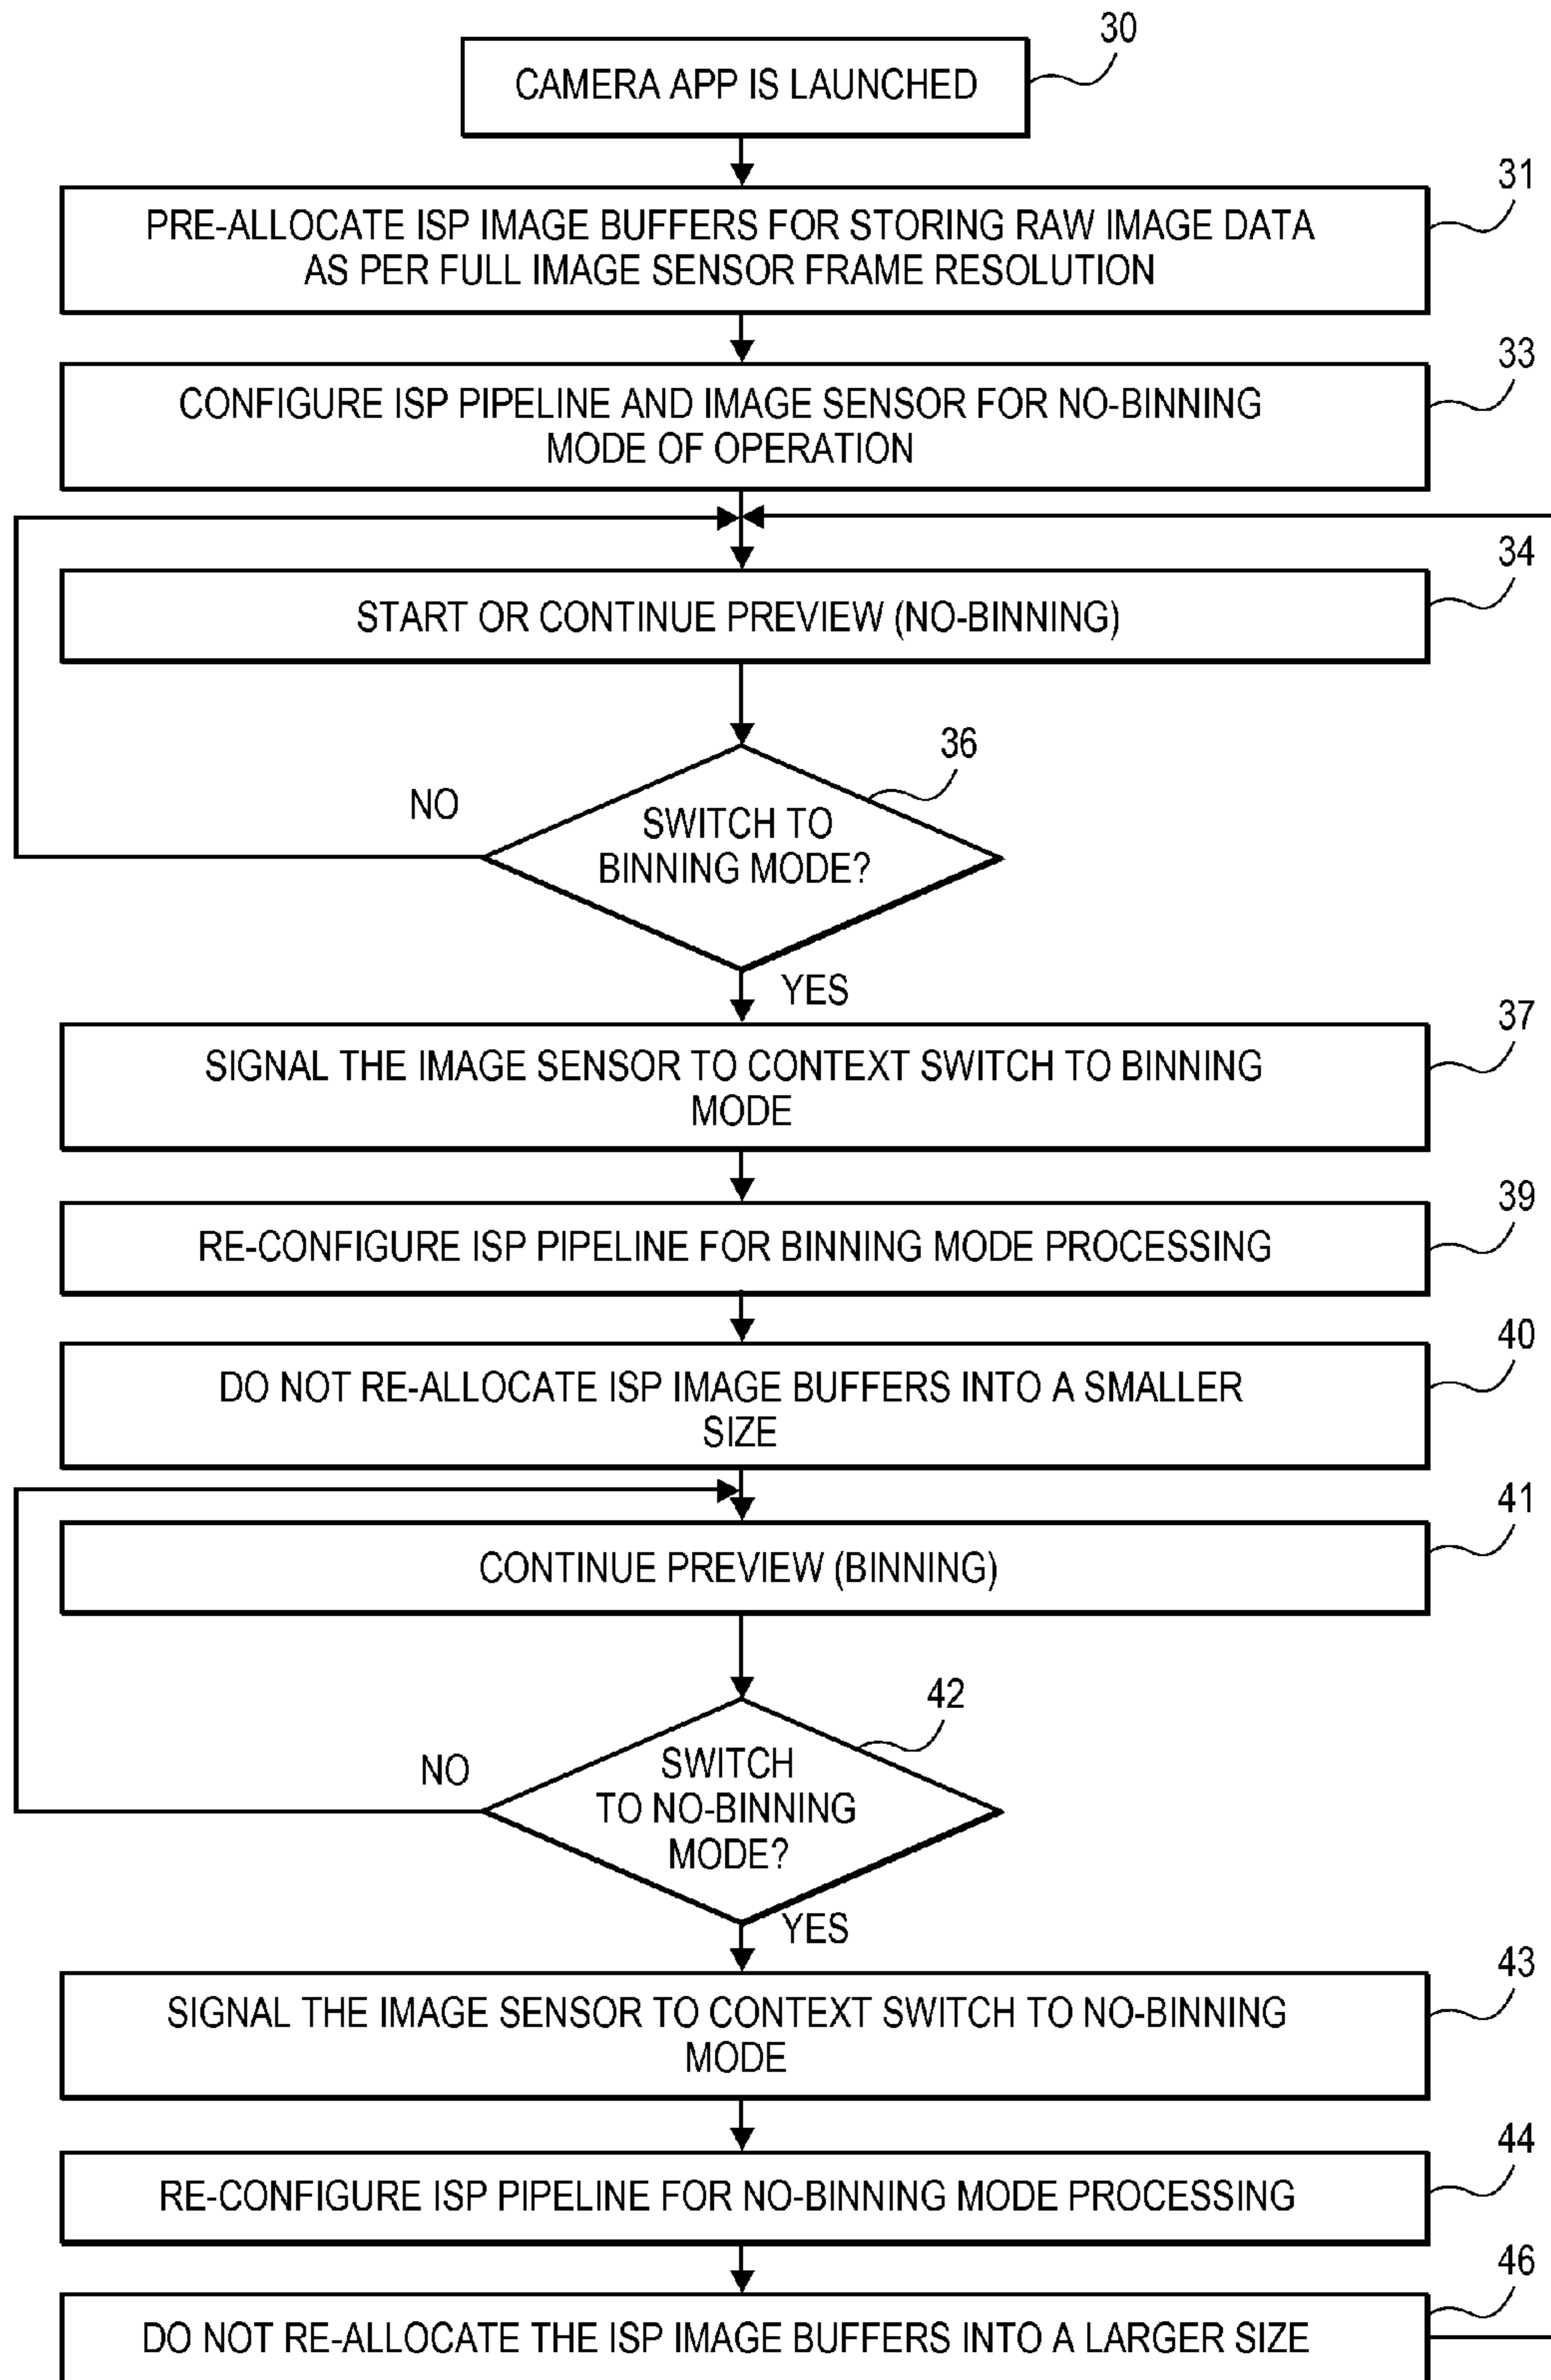 30
CAMERA APP IS LAUNCHED
31
PRE-ALLOCATE ISP IMAGE BUFFERS FOR STORING RAW IMAGE DATA
AS PER FULL IMAGE SENSOR FRAME RESOLUTION
33
CONFIGURE ISP PIPELINE AND IMAGE SENSOR FOR NO-BINNING
MODE OF OPERATION
34
START OR CONTINUE PREVIEW (NO-BINNING)
36
NO
SWITCH TO
BINNING MODE?
YES
37
SIGNAL THE IMAGE SENSOR TO CONTEXT SWITCH TO BINNING
MODE
39
RE-CONFIGURE ISP PIPELINE FOR BINNING MODE PROCESSING
40
DO NOT RE-ALLOCATE ISP IMAGE BUFFERS INTO A SMALLER
SIZE
41
CONTINUE PREVIEW (BINNING)
42
NO
SWITCH
TO NO-BINNING
MODE?
YES
43
SIGNAL THE IMAGE SENSOR TO CONTEXT SWITCH TO NO-BINNING
MODE
44
RE-CONFIGURE ISP PIPELINE FOR NO-BINNING MODE PROCESSING
46
DO NOT RE-ALLOCATE THE ISP IMAGE BUFFERS INTO A LARGER SIZE